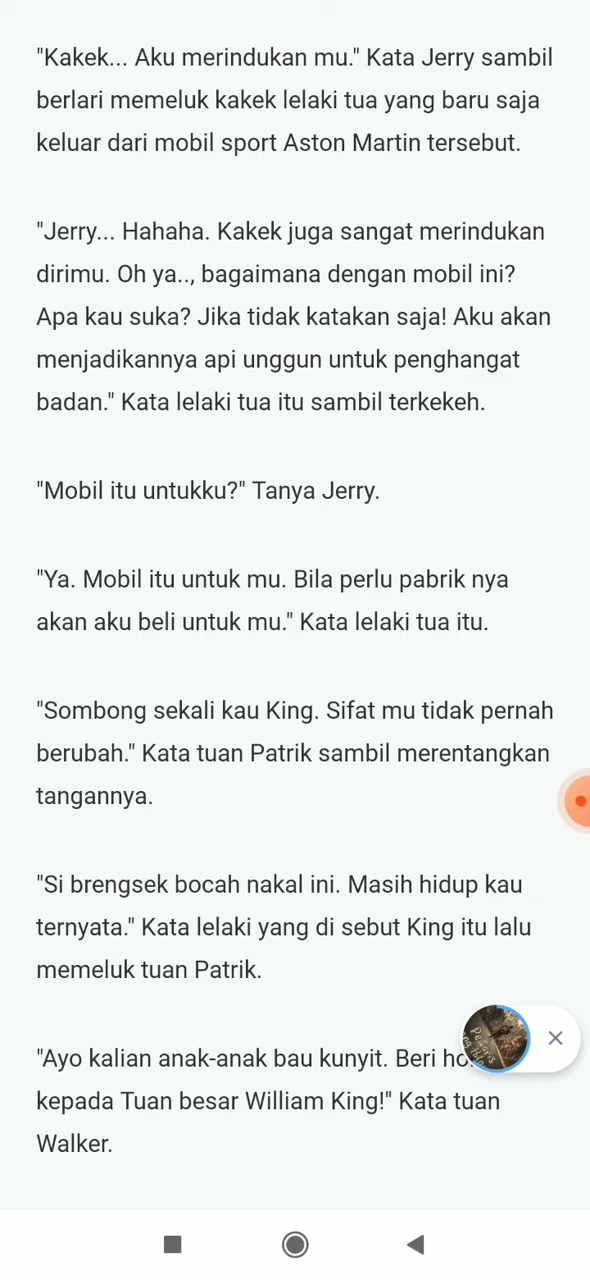 "Kakek... Aku merindukan mu." Kata Jerry sambil
berlari memeluk kakek lelaki tua yang baru saja
keluar dari mobil sport Aston Martin tersebut.
"Jerry... Hahaha. Kakek juga sangat merindukan
dirimu. Oh ya.., bagaimana dengan mobil ini?
Apa kau suka? Jika tidak katakan saja! Aku akan
menjadikannya api unggun untuk penghangat
badan." Kata lelaki tua itu sambil terkekeh.
"Mobil itu untukku?" Tanya Jerry.
"Ya. Mobil itu untuk mu. Bila perlu pabrik nya
akan aku beli untuk mu." Kata lelaki tua itu.
"Sombong sekali kau King. Sifat mu tidak pernah
berubah." Kata tuan Patrik sambil merentangkan
tangannya.
"Si brengsek bocah nakal ini. Masih hidup kau
ternyata." Kata lelaki yang di sebut King itu lalu
memeluk tuan Patrik.
"Ayo kalian anak-anak bau kunyit. Beri
kepada Tuan besar William King!" Kata tuan
Walker.